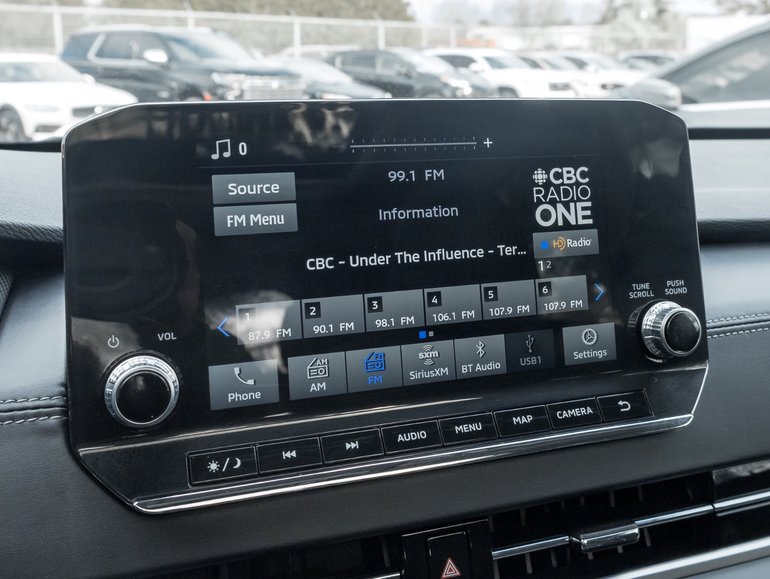 0
+
99.1 FM
CBC
RADIO
ONE
Source
FM Menu
Information
HD Radio
CBC - Under The Influence - Ter...
1 2
1 87.9 FM
2 90.1 FM
3 98.1 FM
4 106.1 FM
5 107.9 FM
6 107.9 FM
TUNE
SCROLL
PUSH
SOUND
VOL
Phone
AM
AM
FM
sxm
SiriusXM
BT Audio
USB1
Settings
AUDIO
MENU
MAP
CAMERA